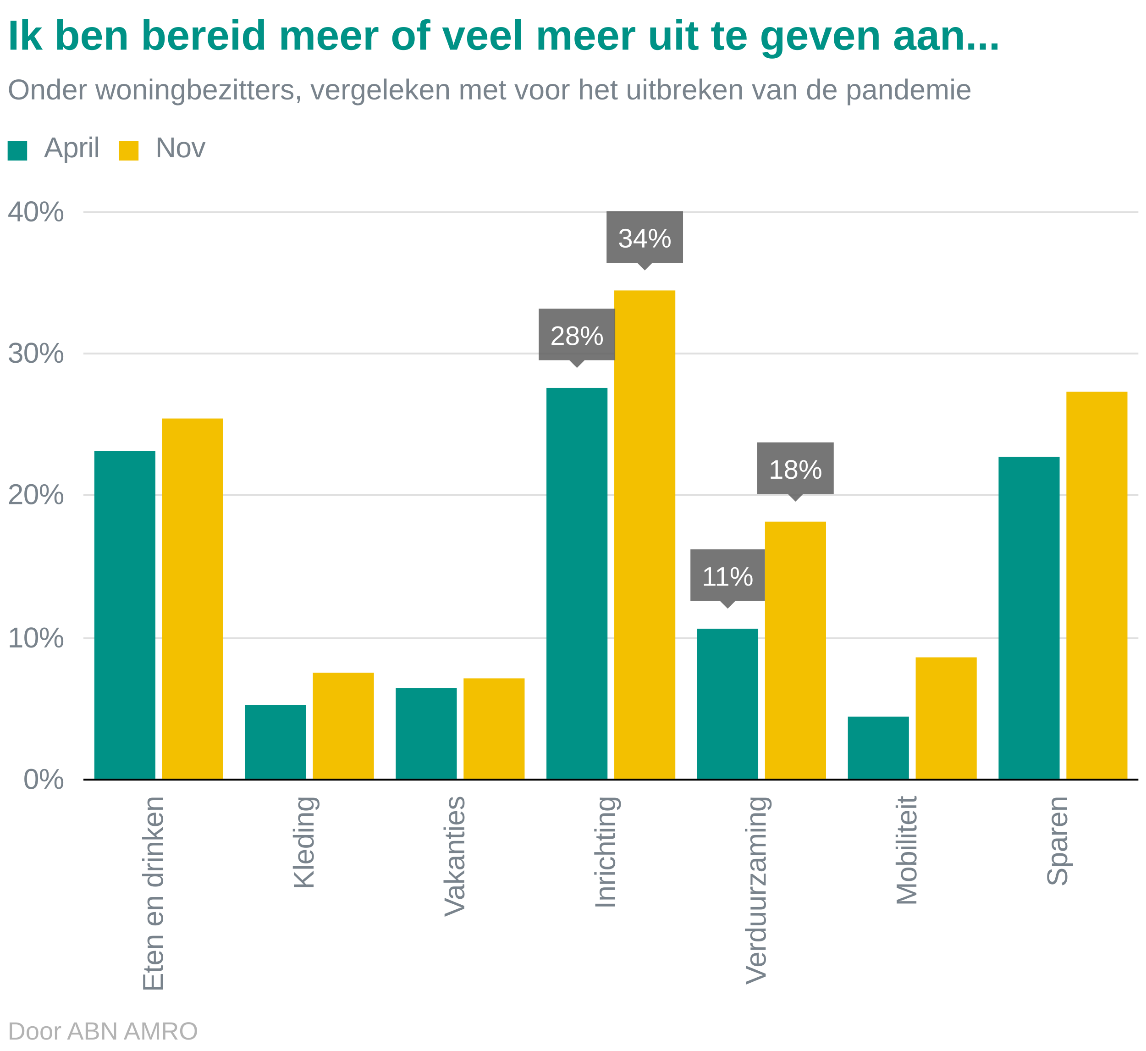 Ik ben bereid meer of veel meer uit te geven aan...
Onder woningbezitters, vergeleken met voor het uitbreken van de pandemie
April Nov
40%
34%
28%
30%
18%
20%
11%
10%
0%
Eten en drinken
Kleding
Vakanties
Inrichting
Verduurzaming
Mobiliteit
Sparen
Door ABN AMRO